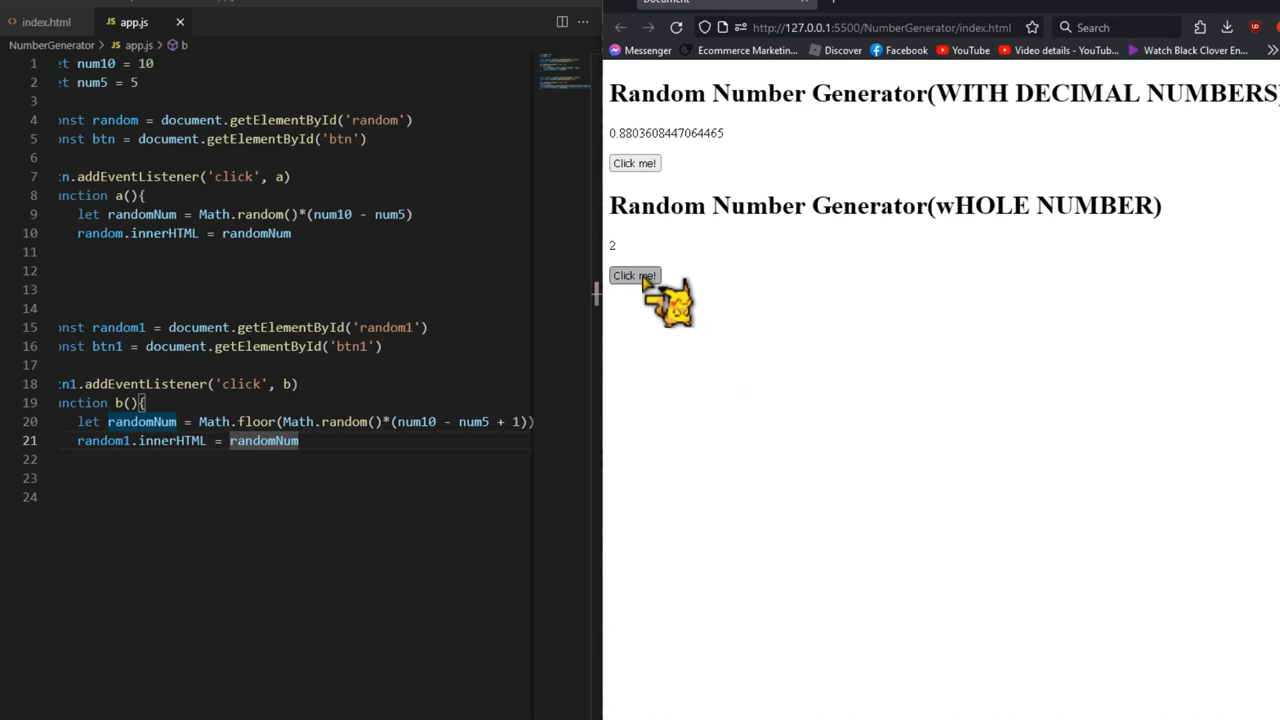 index.html
app.js
NumberGenerator > app.js > b
1 et num10 = 10
2 et num5 = 5
3
4 onst random = document.getElementById('random')
5 onst btn = document.getElementById('btn')
6
7 tn.addEventListener('click', a)
8 unction a(){
9 let randomNum = Math.random()*(num10 - num5)
10 random.innerHTML = randomNum
11
12
13
14
15 onst random1 = document.getElementById('random1')
16 onst btn1 = document.getElementById('btn1')
17
18 tn1.addEventListener('click', b)
19 unction b(){
20 let randomNum = Math.floor(Math.random()*(num10 - num5 + 1))
21 random1.innerHTML = randomNum
22
23
24
http://127.0.0.1:5500/NumberGenerator/index.html
Search
Messenger
Ecommerce Marketin...
Discover
Facebook
YouTube
Video details - YouT...
Watch Black Clover En...
Random Number Generator(WITH DECIMAL NUMBERS)
0.8803608447064465
Click me!
Random Number Generator(wHOLE NUMBER)
2
Click me!